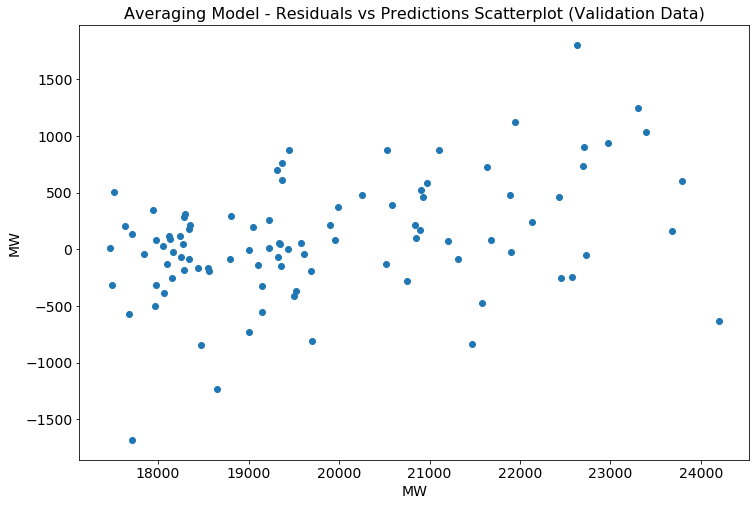 Averaging Model - Residuals vs Predictions Scatterplot (Validation Data)
1500
1000
500
0
−500
−1000
−1500
MW
18000 19000 20000 21000 22000 23000 24000
MW